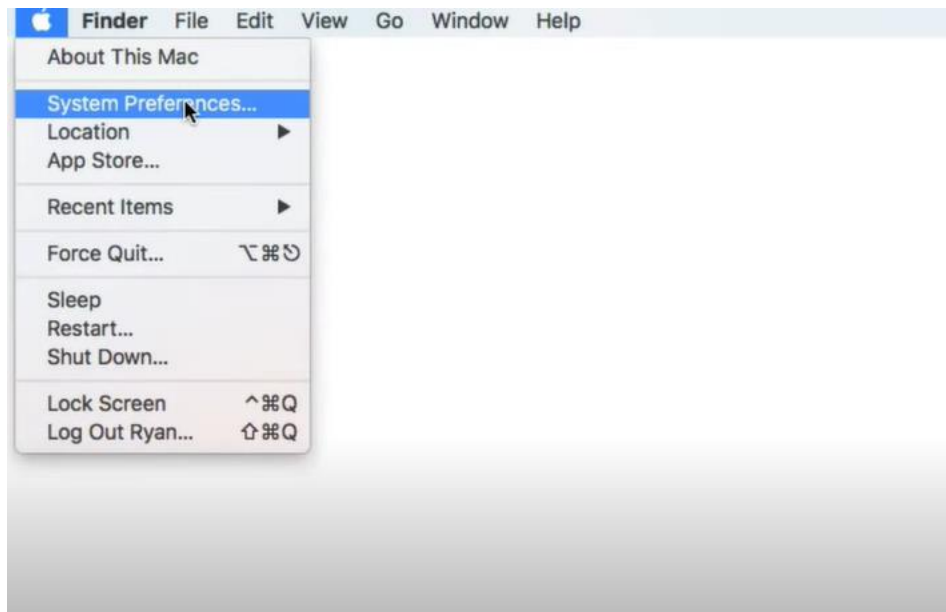 Finder File Edit View Go Window Help
About This Mac
System Preferences...
Location
App Store...
Recent Items
Force Quit... ⌥⌘⎋
Sleep
Restart...
Shut Down...
Lock Screen ^⌘Q
Log Out Ryan... ⇧⌘Q